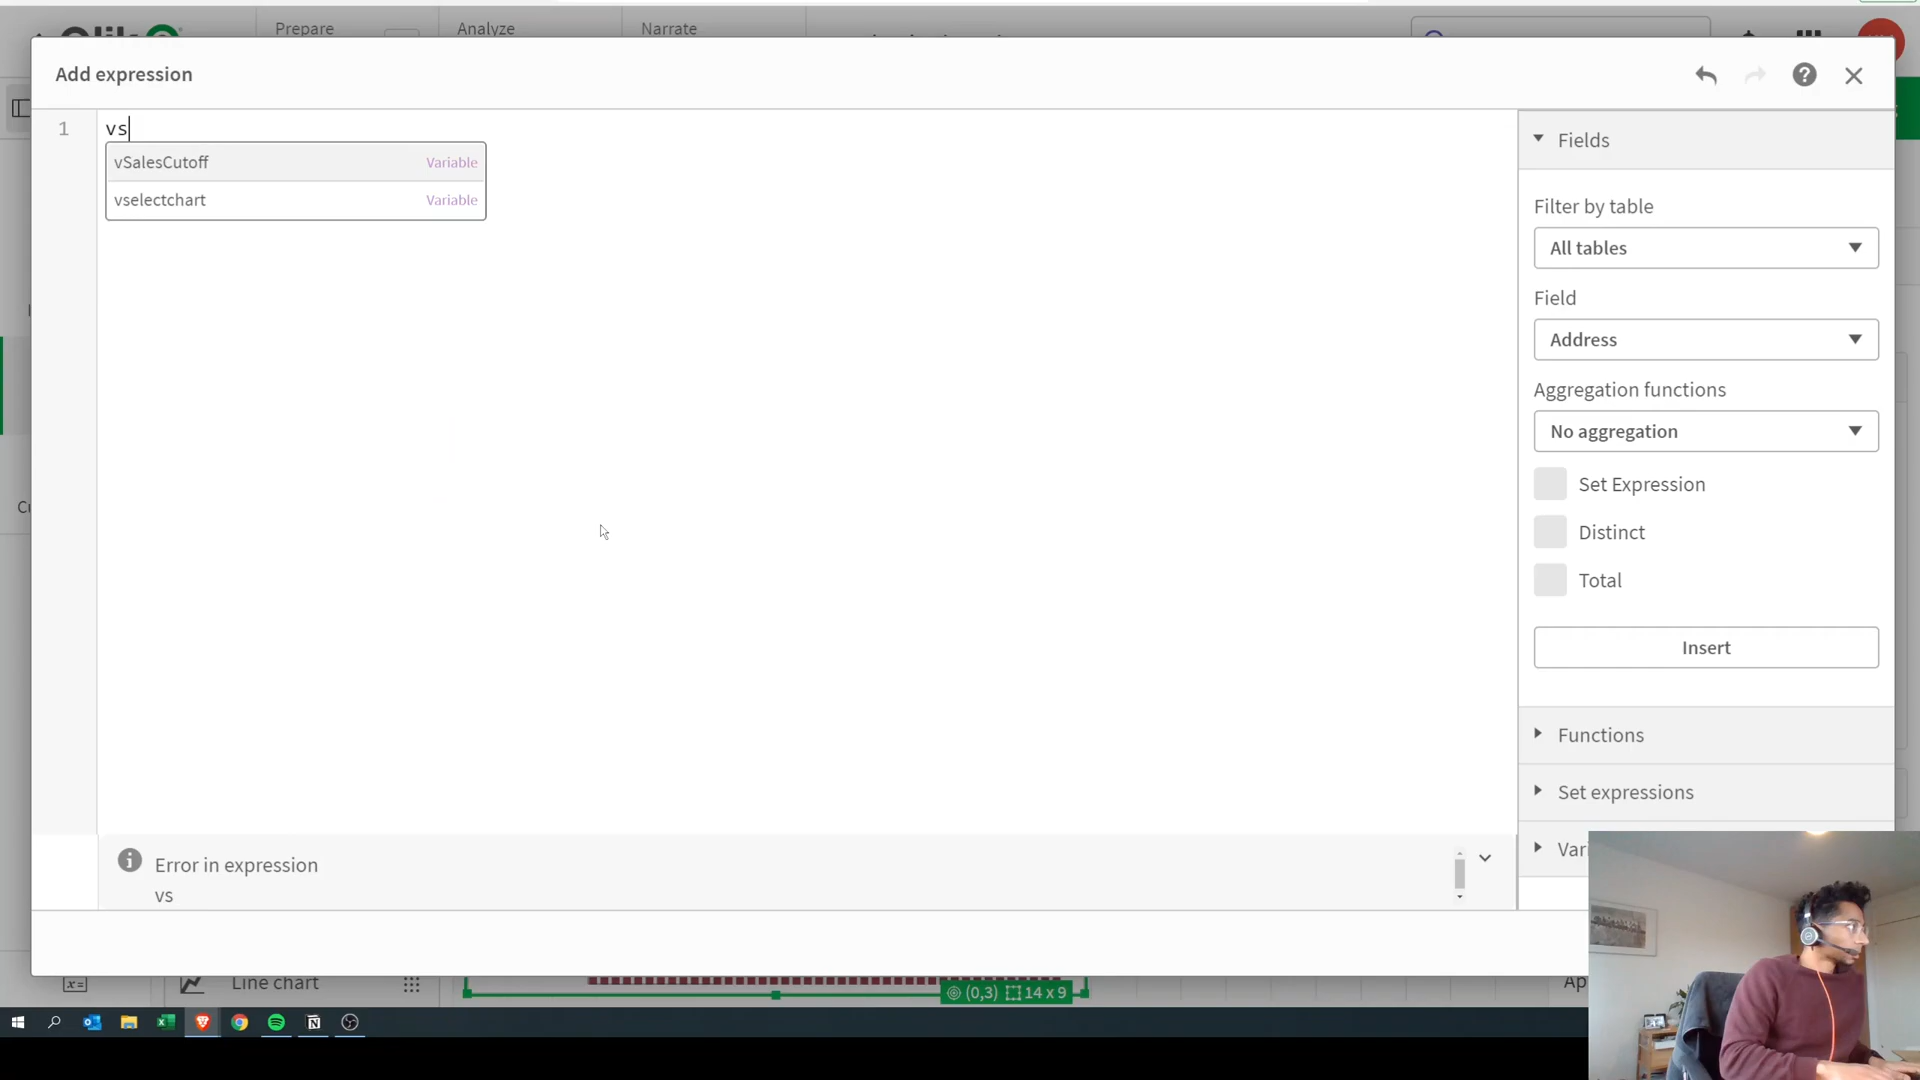 Qlik
Prepare
Analyze
Narrate
Add expression
1
vs
vSalesCutoff Variable
vselectchart Variable
Fields
Filter by table
All tables
Field
Address
Aggregation functions
No aggregation
Set Expression
Distinct
Total
Insert
Functions
Set expressions
Vari
Error in expression
vs
Line chart
(0,3) 14 x 9